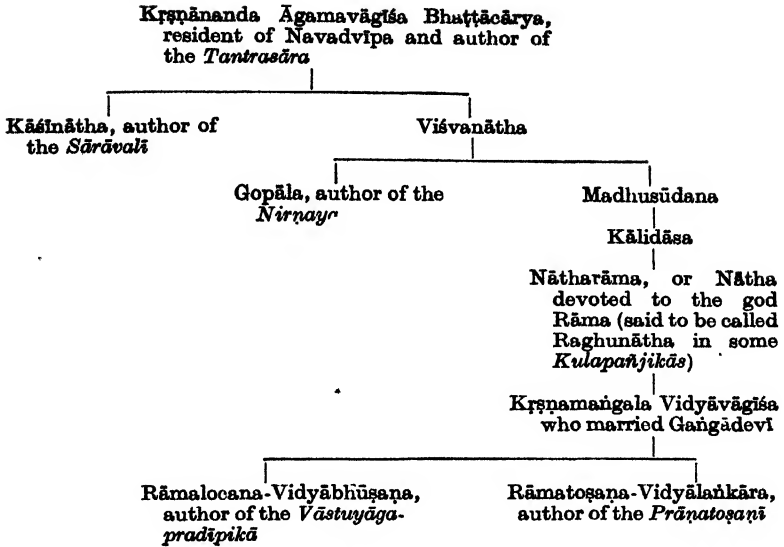 Kṛṣṇānanda Āgamavāgīśa Bhaṭṭācārya,
resident of Navadvīpa and author of
the Tantrasāra
Kāśīnātha, author of
the Sārāvalī
Viśvanātha
Gopāla, author of the
Nirṇaya
Madhusūdana
Kālidāsa
Nātharāma, or Nātha
devoted to the god
Rāma (said to be called
Raghunātha in some
Kulapañjikās)
Kṛṣṇamaṅgala Vidyāvāgīśa
who married Gaṅgādevī
Rāmalocana-Vidyābhūṣaṇa,
author of the Vāstuyāga-
pradīpikā
Rāmatoṣaṇa-Vidyālaṅkāra,
author of the Prāṇatoṣaṇī